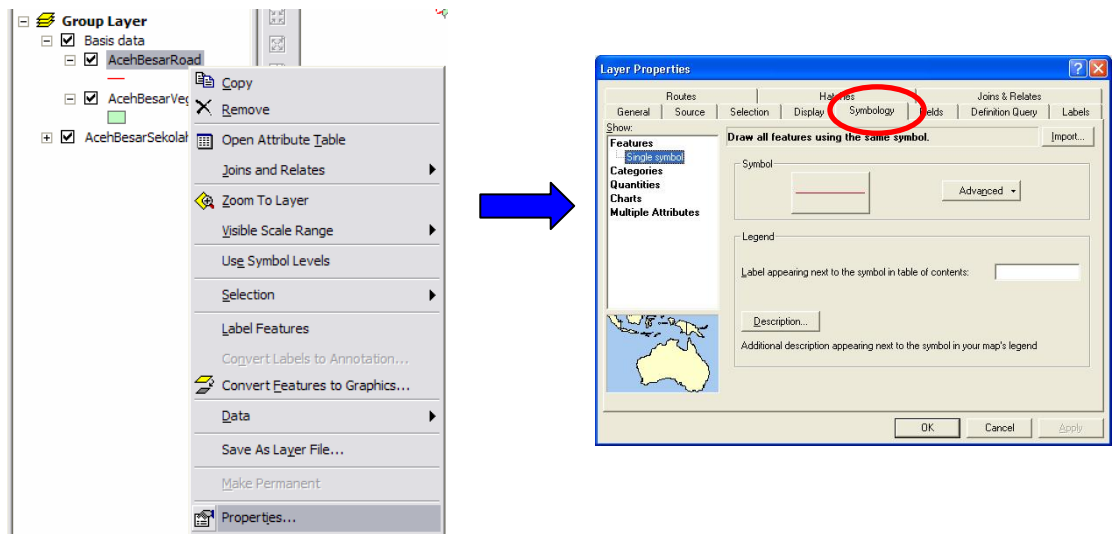 Group Layer
Basis data
AcehBesarRoad
AcehBesarVeg
AcehBesarSekolah
Copy
Remove
Open Attribute Table
Joins and Relates
Zoom To Layer
Visible Scale Range
Use Symbol Levels
Selection
Label Features
Convert Labels to Annotation...
Convert Features to Graphics...
Data
Save As Layer File...
Make Permanent
Properties...
Layer Properties
Routes Hatches Joins & Relates
General Source Selection Display Symbology Fields Definition Query Labels
Show:
Features
Single symbol
Categories
Quantities
Charts
Multiple Attributes
Draw all features using the same symbol.
Import...
Symbol
Advanced
Legend
Label appearing next to the symbol in table of contents:
Description...
Additional description appearing next to the symbol in your map's legend
OK Cancel Apply